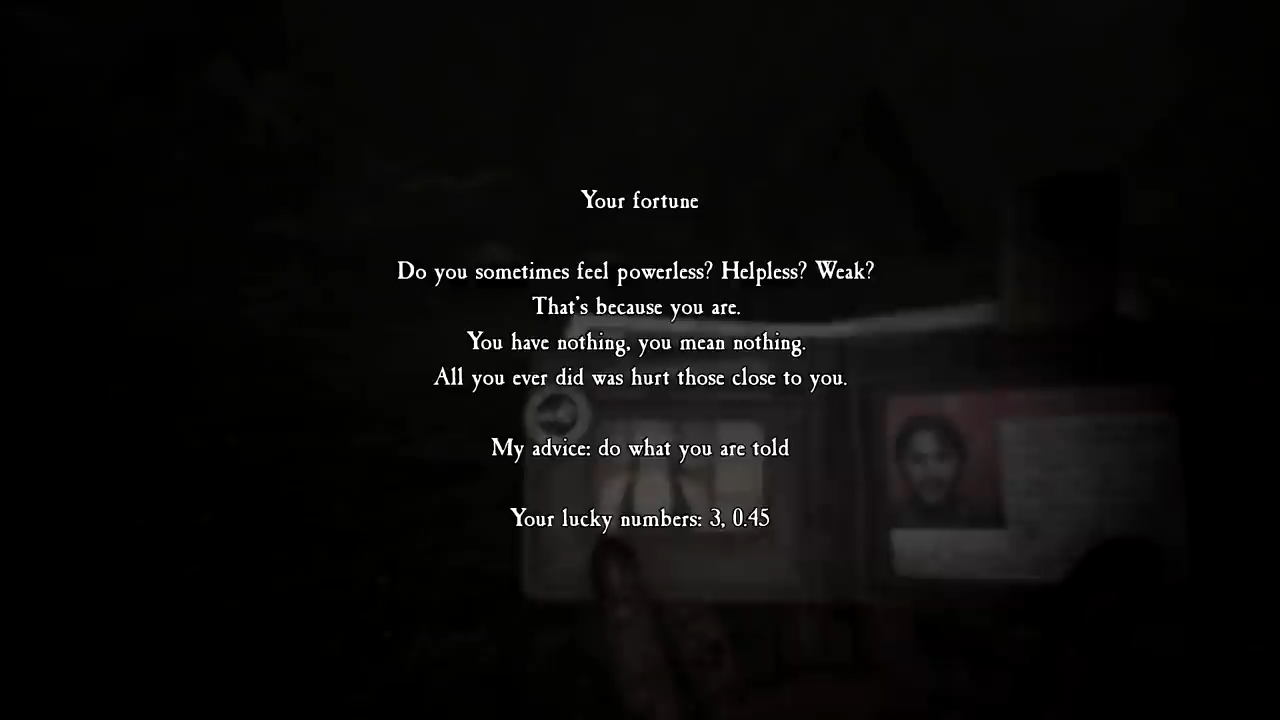 Your fortune
Do you sometimes feel powerless? Helpless? Weak?
That's because you are.
You have nothing, you mean nothing.
All you ever did was hurt those close to you.
My advice: do what you are told
Your lucky numbers: 3, 0.45